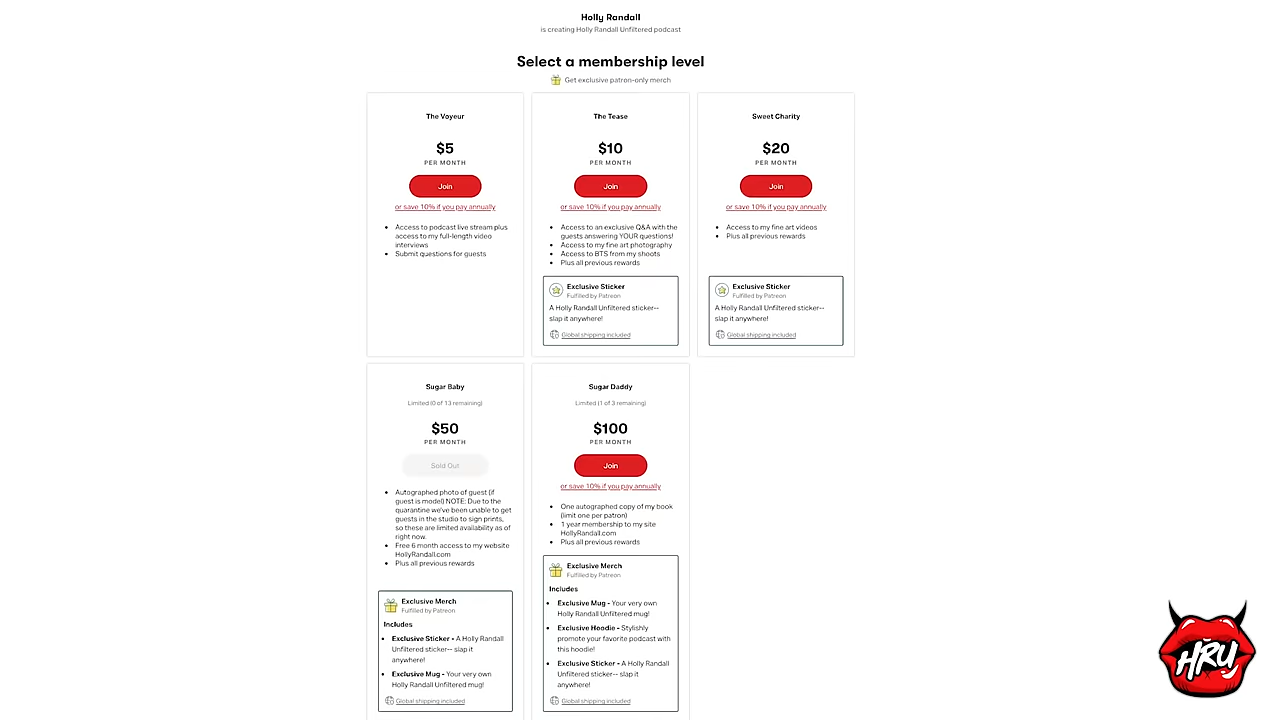 Holly Randall
is creating Holly Randall Unfiltered podcast
Select a membership level
Get exclusive patron-only merch
The Voyeur
$5
PER MONTH
Join
or save 10% if you pay annually
Access to podcast live stream plus
access to my full-length video
interviews
Submit questions for guests
The Tease
$10
PER MONTH
Join
or save 10% if you pay annually
Access to an exclusive Q&A with the
guests answering YOUR questions!
Access to my fine art photography
Access to BTS from my shoots
Plus all previous rewards
Exclusive Sticker
Fulfilled by Patreon
A Holly Randall Unfiltered sticker--
slap it anywhere!
Global shipping included
Sweet Charity
$20
PER MONTH
Join
or save 10% if you pay annually
Access to my fine art videos
Plus all previous rewards
Exclusive Sticker
Fulfilled by Patreon
A Holly Randall Unfiltered sticker--
slap it anywhere!
Global shipping included
Sugar Baby
Limited (0 of 13 remaining)
$50
PER MONTH
Sold Out
Autographed photo of guest (if
guest is model) NOTE: Due to the
quarantine we've been unable to get
guests in the studio to sign prints,
so these are limited availability as of
right now.
Free 6 month access to my website
HollyRandall.com
Plus all previous rewards
Exclusive Merch
Fulfilled by Patreon
Includes
Exclusive Sticker - A Holly Randall
Unfiltered sticker-- slap it
anywhere!
Exclusive Mug - Your very own
Holly Randall Unfiltered mug!
Global shipping included
Sugar Daddy
Limited (1 of 3 remaining)
$100
PER MONTH
Join
or save 10% if you pay annually
One autographed copy of my book
(limit one per patron)
1 year membership to my site
HollyRandall.com
Plus all previous rewards
Exclusive Merch
Fulfilled by Patreon
Includes
Exclusive Mug - Your very own
Holly Randall Unfiltered mug!
Exclusive Hoodie - Stylishly
promote your favorite podcast with
this hoodie!
Exclusive Sticker - A Holly Randall
Unfiltered sticker-- slap it
anywhere!
Global shipping included
HRU